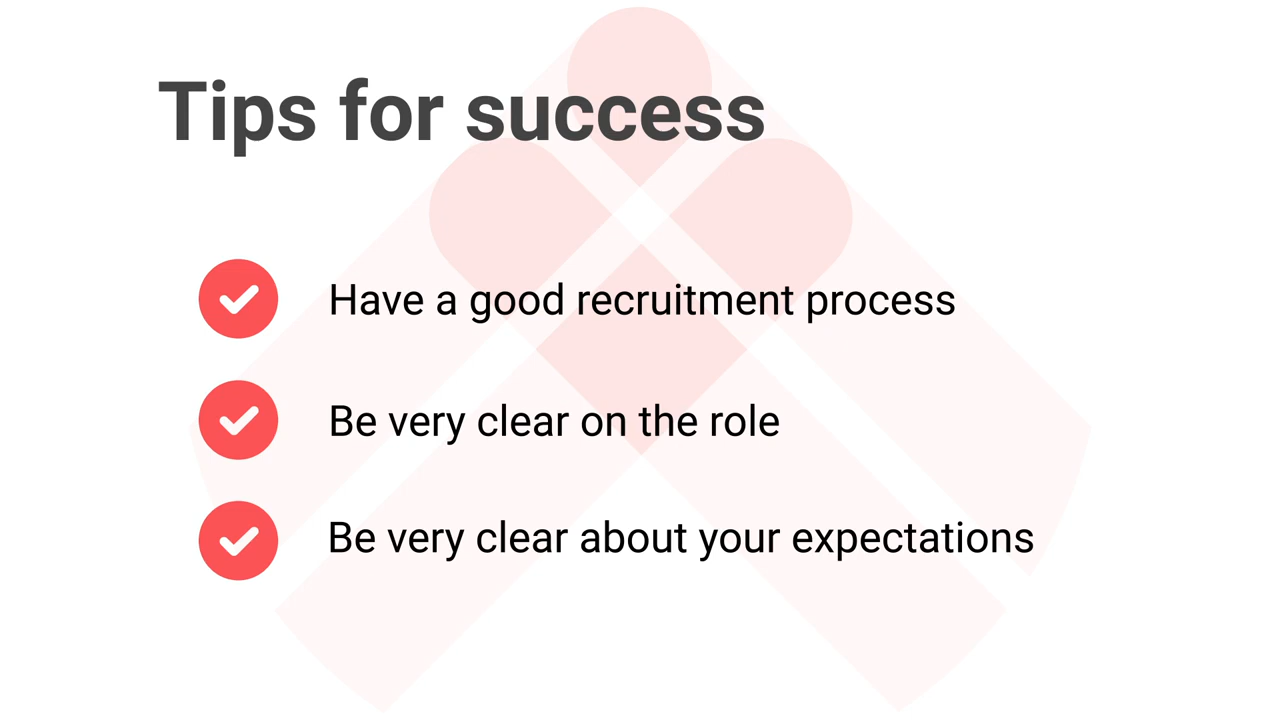 Tips for success
Have a good recruitment process
Be very clear on the role
Be very clear about your expectations